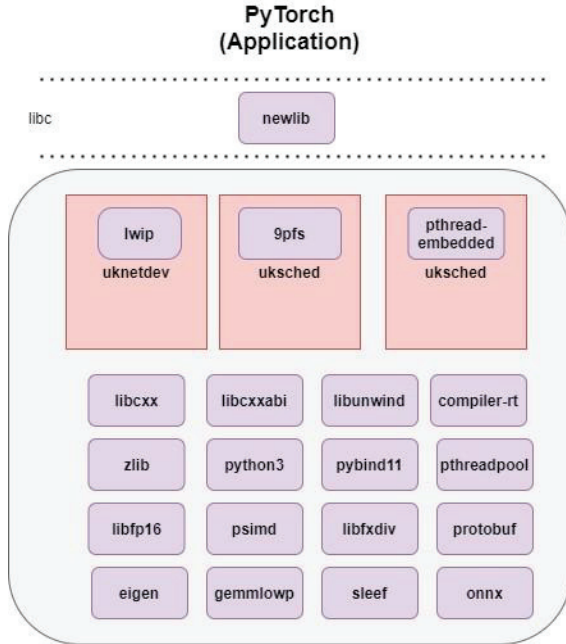 PyTorch
(Application)
libc
newlib
lwip
uknetdev
9pfs
uksched
pthread-
embedded
uksched
libcxx
libcxxabi
libunwind
compiler-rt
zlib
python3
pybind11
pthreadpool
libfp16
psimd
libfxdiv
protobuf
eigen
gemmlowp
sleef
onnx